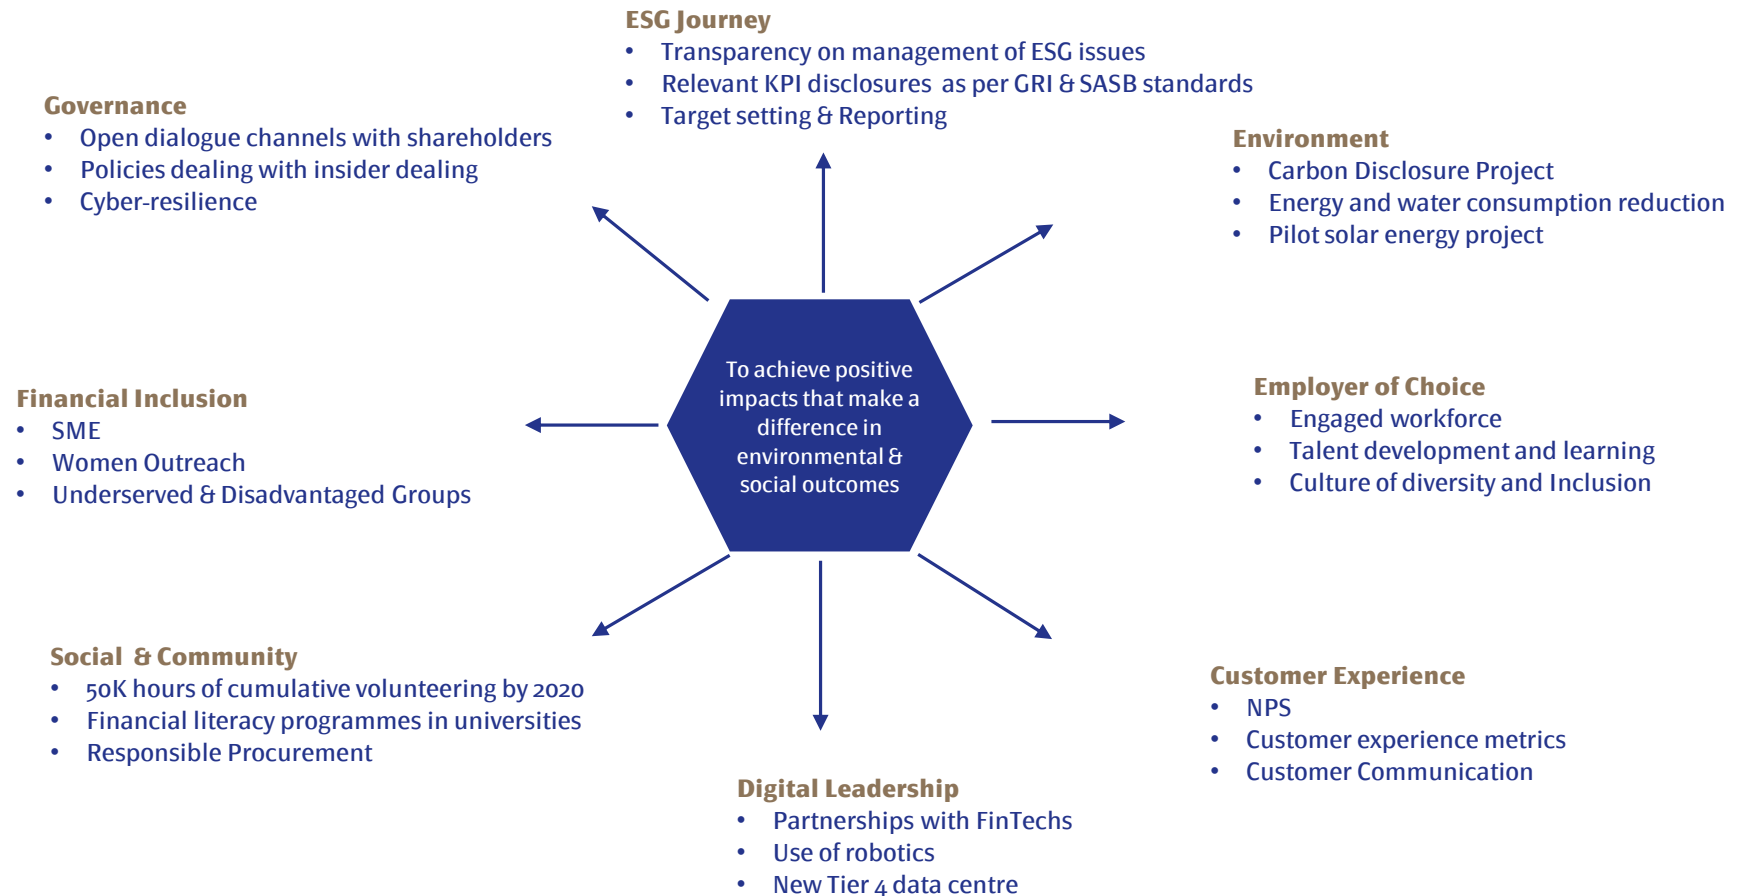 ESG Journey
• Transparency on management of ESG issues
• Relevant KPI disclosures as per GRI & SASB standards
• Target setting & Reporting
Governance
• Open dialogue channels with shareholders
• Policies dealing with insider dealing
• Cyber-resilience
Environment
• Carbon Disclosure Project
• Energy and water consumption reduction
• Pilot solar energy project
To achieve positive
impacts that make a
difference in
environmental &
social outcomes
Financial Inclusion
• SME
• Women Outreach
• Underserved & Disadvantaged Groups
Employer of Choice
• Engaged workforce
• Talent development and learning
• Culture of diversity and Inclusion
Social & Community
• 50K hours of cumulative volunteering by 2020
• Financial literacy programmes in universities
• Responsible Procurement
Customer Experience
• NPS
• Customer experience metrics
• Customer Communication
Digital Leadership
• Partnerships with FinTechs
• Use of robotics
• New Tier 4 data centre